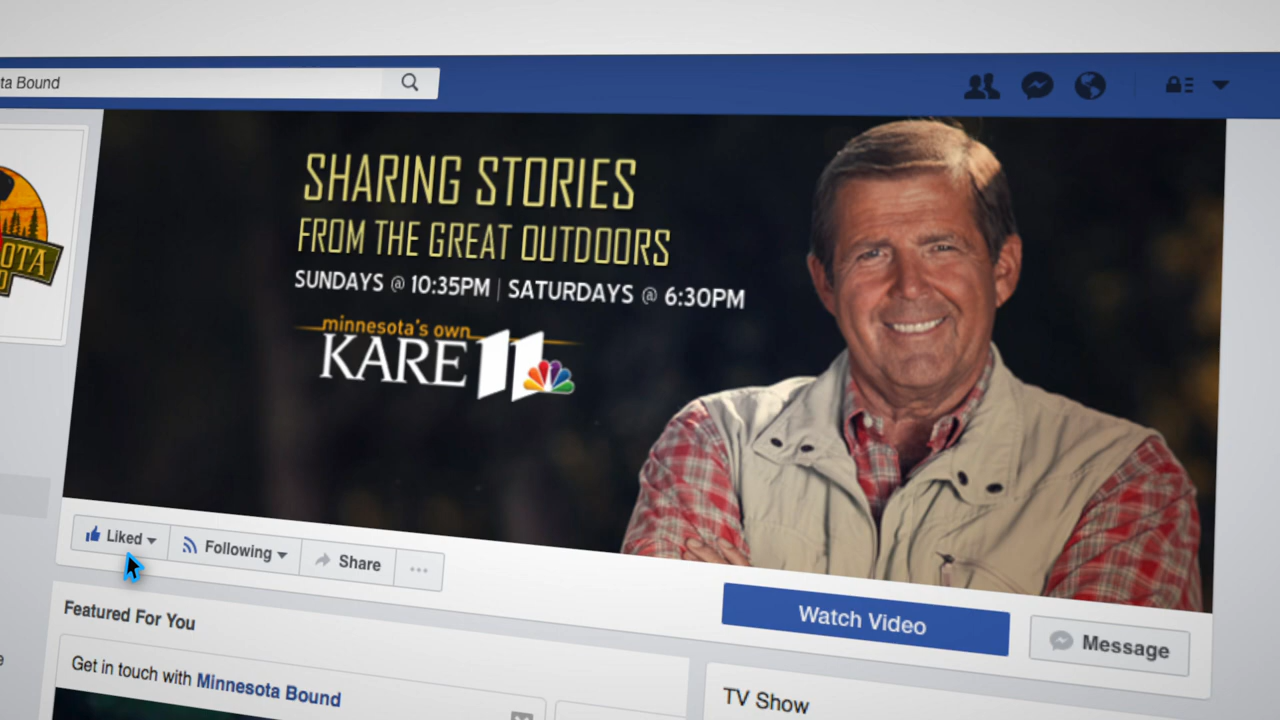 ta Bound
SHARING STORIES
FROM THE GREAT OUTDOORS
SUNDAYS @ 10:35PM | SATURDAYS @ 6:30PM
minnesota's own
KARE 11
OTA
Liked
Following
Share
...
Watch Video
Message
Featured For You
Get in touch with Minnesota Bound
TV Show